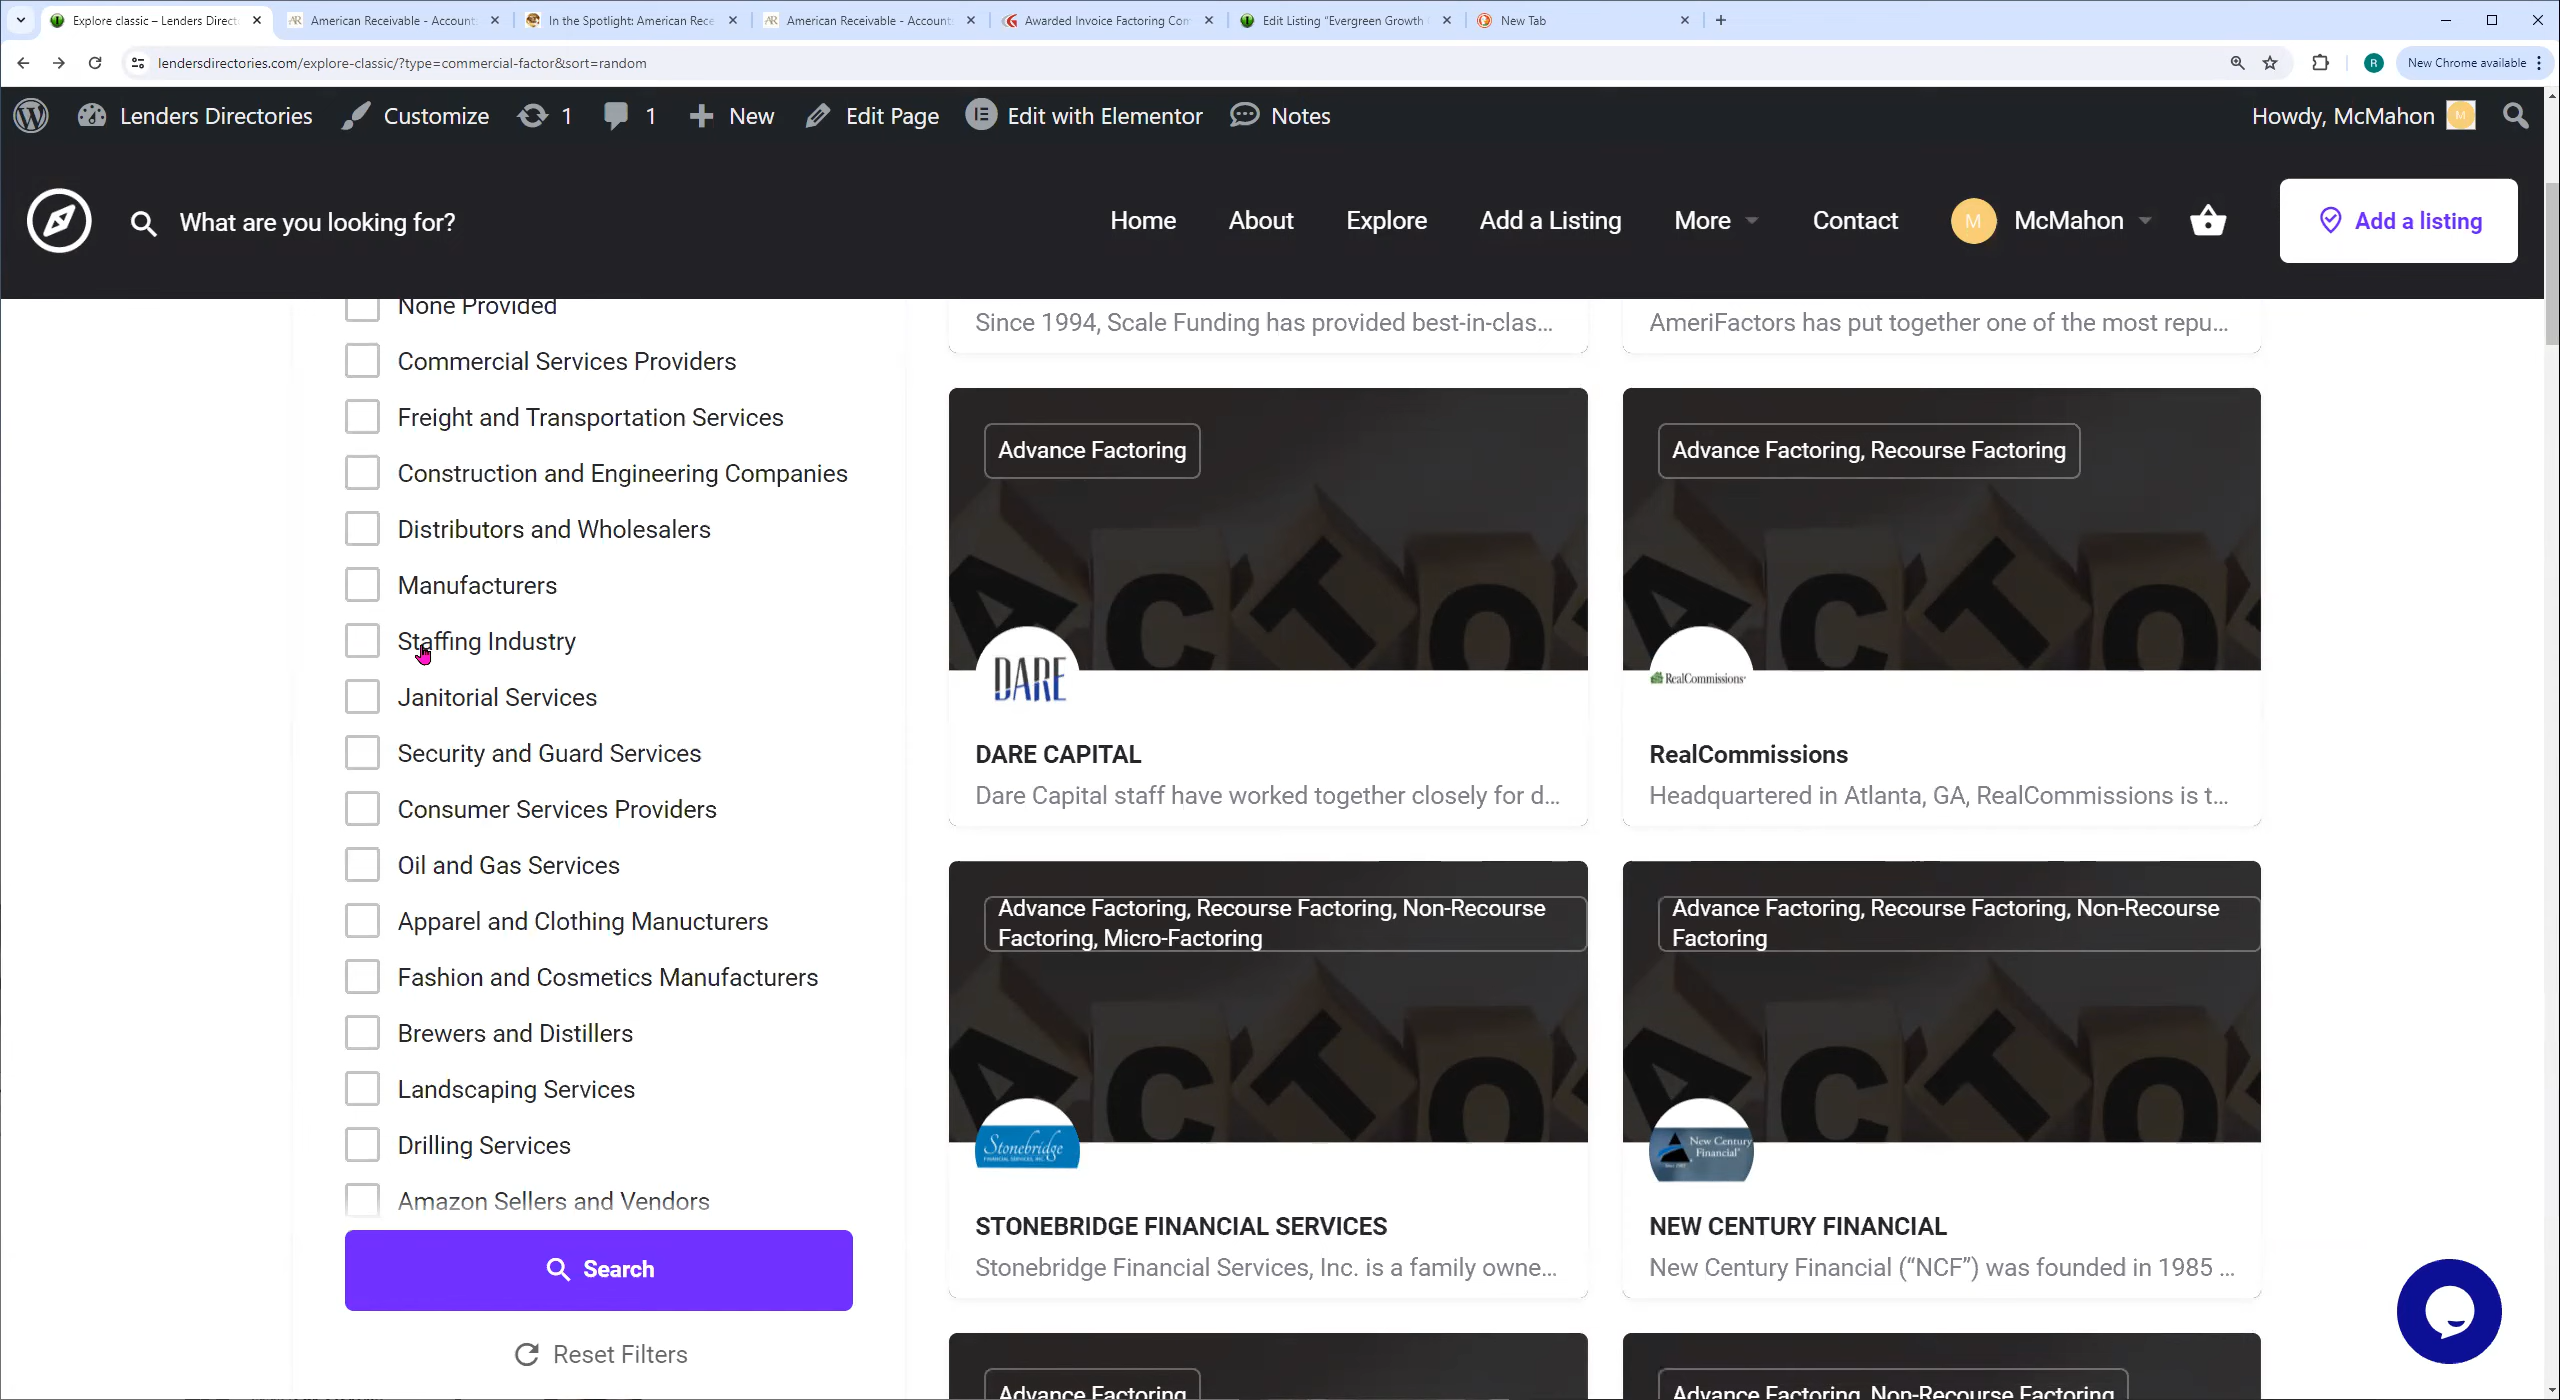 Explore classic – Lenders Direct
American Receivable - Account
In the Spotlight: American Rece
American Receivable - Account
Awarded Invoice Factoring Com
Edit Listing "Evergreen Growth
New Tab
lendersdirectories.com/explore-classic/?type=commercial-factor&sort=random
R
New Chrome available
Lenders Directories
Customize
1
1
New
Edit Page
Edit with Elementor
Notes
Howdy, McMahon
M
What are you looking for?
Home
About
Explore
Add a Listing
More
Contact
M
McMahon
Add a listing
None Provided
Commercial Services Providers
Freight and Transportation Services
Construction and Engineering Companies
Distributors and Wholesalers
Manufacturers
Staffing Industry
Janitorial Services
Security and Guard Services
Consumer Services Providers
Oil and Gas Services
Apparel and Clothing Manucturers
Fashion and Cosmetics Manufacturers
Brewers and Distillers
Landscaping Services
Drilling Services
Amazon Sellers and Vendors
Search
Reset Filters
Since 1994, Scale Funding has provided best-in-clas...
AmeriFactors has put together one of the most repu...
Advance Factoring
ACTO
DARE
DARE CAPITAL
Dare Capital staff have worked together closely for d...
Advance Factoring, Recourse Factoring
ACTO
RealCommissions
RealCommissions
Headquartered in Atlanta, GA, RealCommissions is t...
Advance Factoring, Recourse Factoring, Non-Recourse
Factoring, Micro-Factoring
ACTO
Stonebridge
FINANCIAL SERVICES, INC.
STONEBRIDGE FINANCIAL SERVICES
Stonebridge Financial Services, Inc. is a family owne...
Advance Factoring, Recourse Factoring, Non-Recourse
Factoring
ACTO
New Century
Financial
NEW CENTURY FINANCIAL
New Century Financial (“NCF”) was founded in 1985 ...
Advance Factoring
Advance Factoring, Non-Recourse Factoring